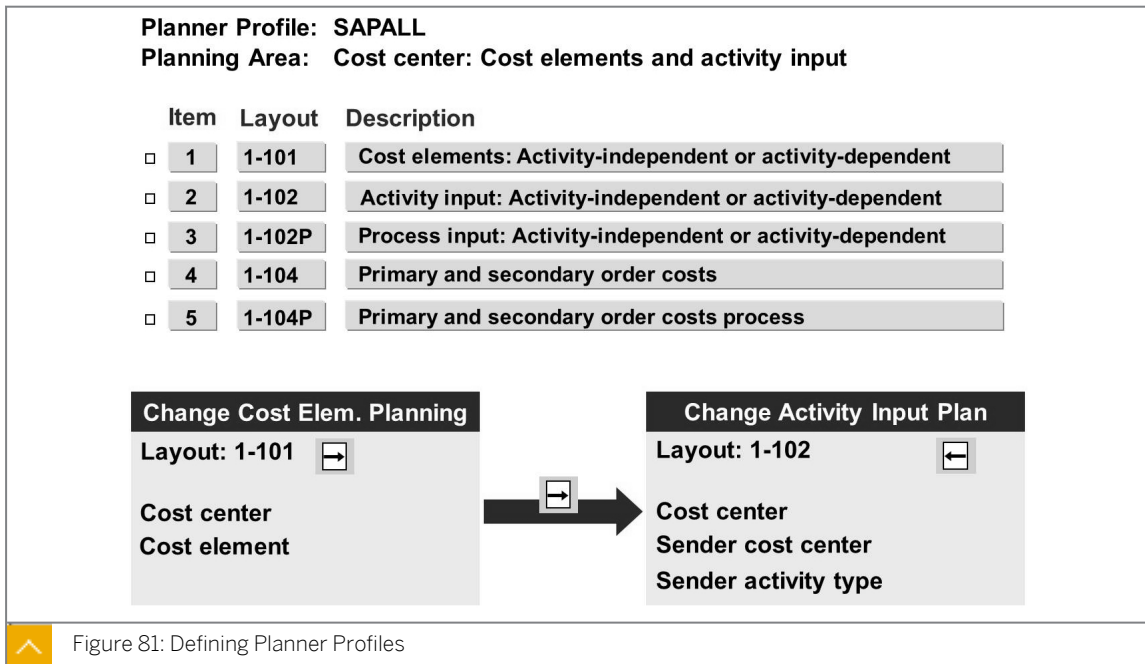 Planner Profile: SAPALL
Planning Area: Cost center: Cost elements and activity input
Item Layout Description
1 1-101 Cost elements: Activity-independent or activity-dependent
2 1-102 Activity input: Activity-independent or activity-dependent
3 1-102P Process input: Activity-independent or activity-dependent
4 1-104 Primary and secondary order costs
5 1-104P Primary and secondary order costs process
Change Cost Elem. Planning
Layout: 1-101
Cost center
Cost element
Change Activity Input Plan
Layout: 1-102
Cost center
Sender cost center
Sender activity type
Figure 81: Defining Planner Profiles